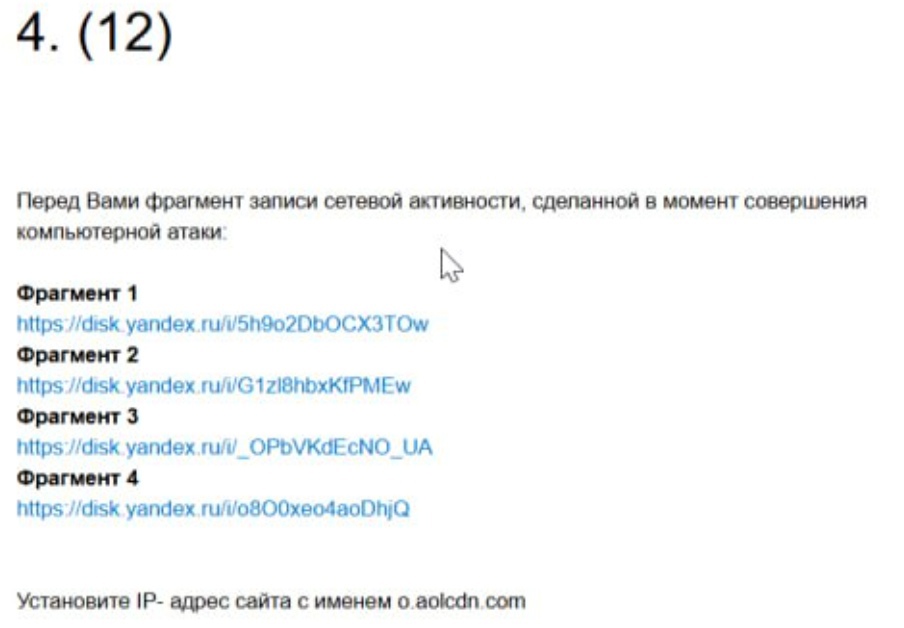 4. (12)
Перед Вами фрагмент записи сетевой активности, сделанной в момент совершения
компьютерной атаки:
Фрагмент 1
https://disk.yandex.ru/i/5h9o2DbOCX3TOw
Фрагмент 2
https://disk.yandex.ru/i/G1zI8hbxKfPMEw
Фрагмент 3
https://disk.yandex.ru/i/_OPbVKdEcNO_UA
Фрагмент 4
https://disk.yandex.ru/i/o8O0xeo4aoDhjQ
Установите IP- адрес сайта с именем o.aolcdn.com